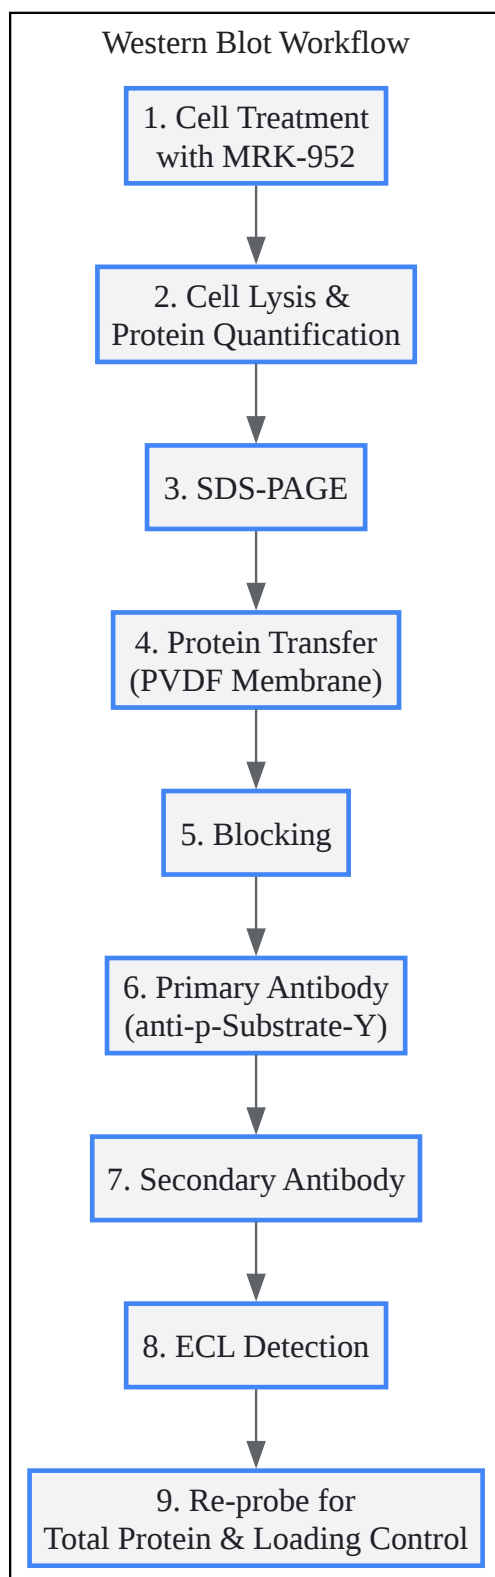 Western Blot Workflow
1. Cell Treatment
with MRK-952
2. Cell Lysis &
Protein Quantification
3. SDS-PAGE
4. Protein Transfer
(PVDF Membrane)
5. Blocking
6. Primary Antibody
(anti-p-Substrate-Y)
7. Secondary Antibody
8. ECL Detection
9. Re-probe for
Total Protein & Loading Control